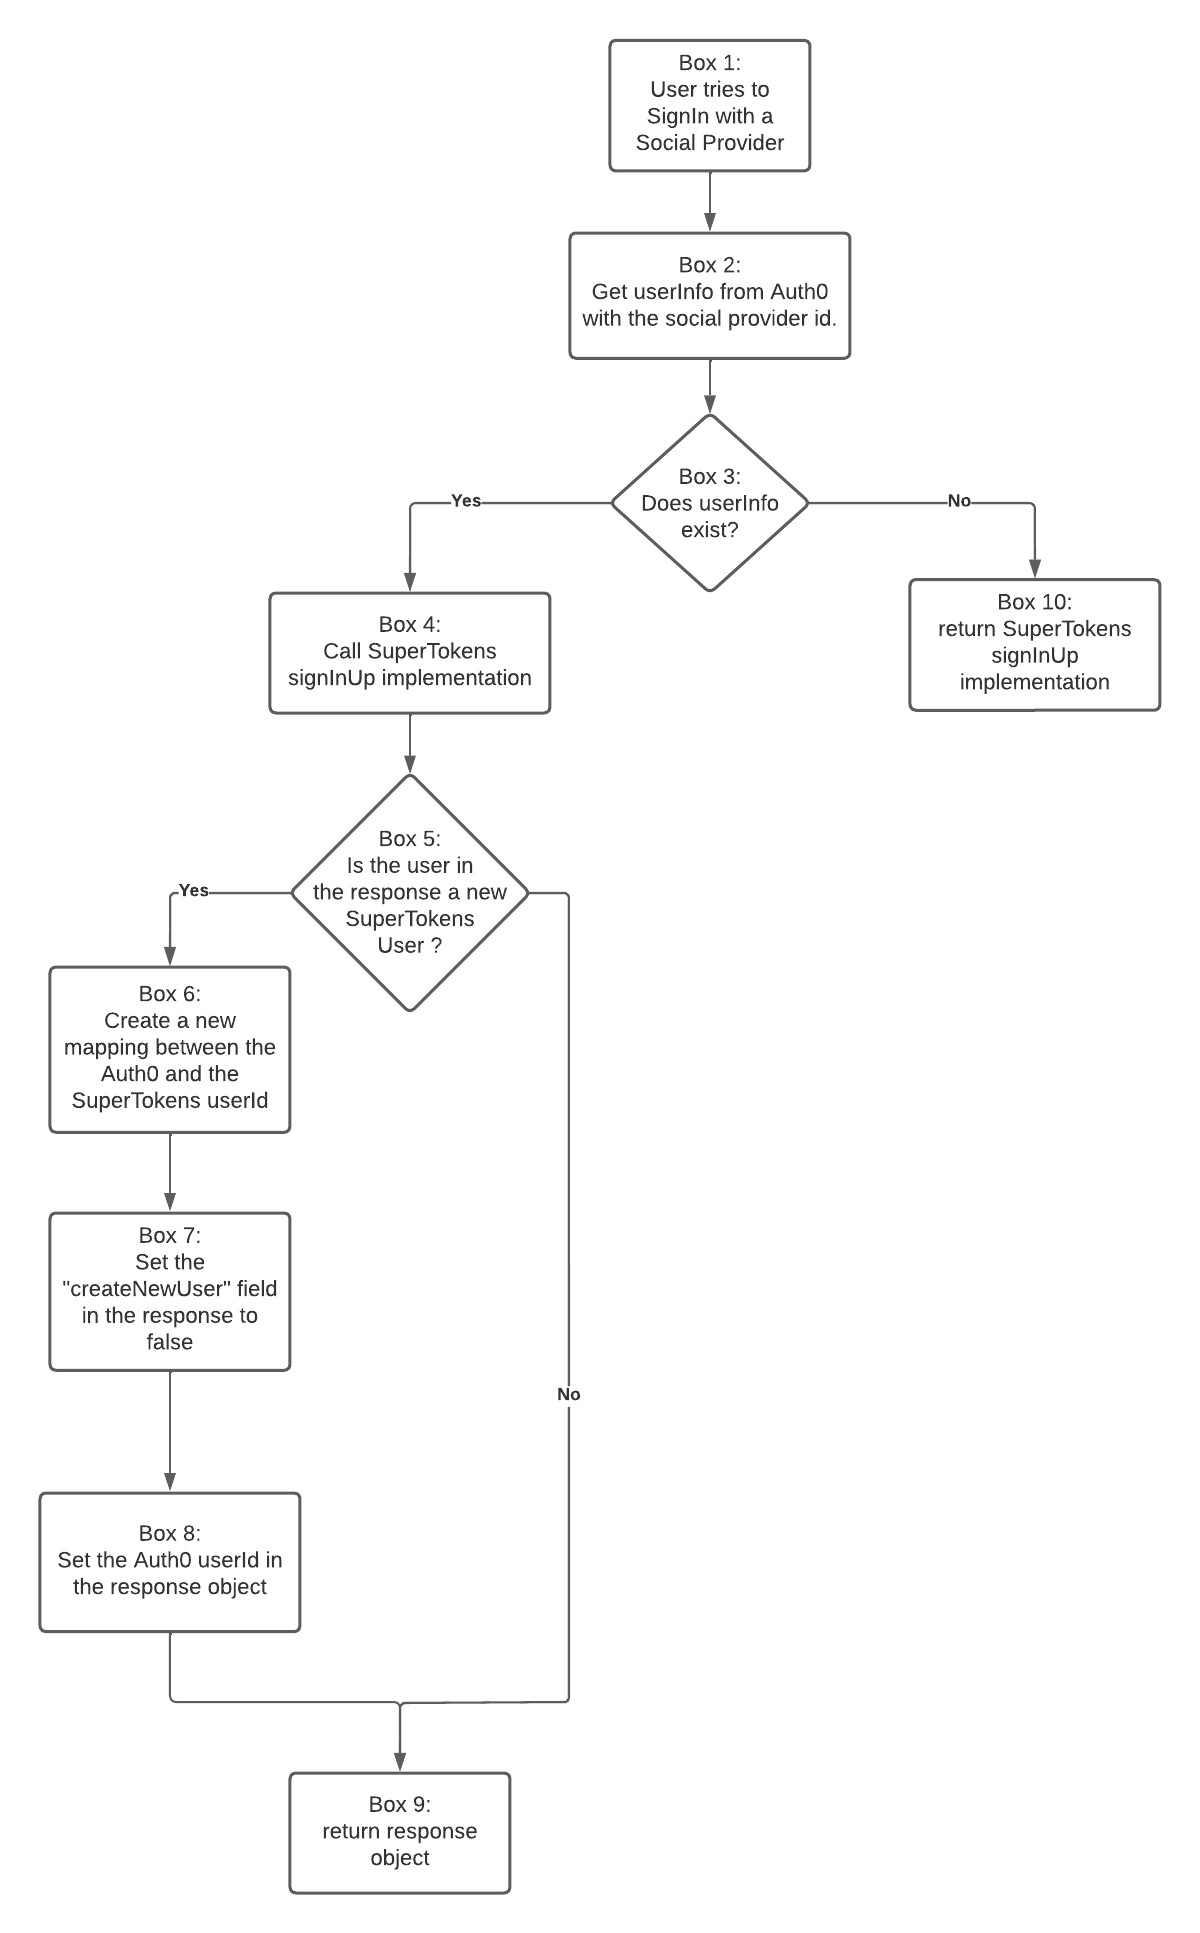 Box 1:
User tries to
SignIn with a
Social Provider
Box 2:
Get userInfo from Auth0
with the social provider id.
Box 3:
Does userInfo
exist?
Yes
No
Box 4:
Call SuperTokens
signInUp implementation
Box 10:
return SuperTokens
signInUp
implementation
Box 5:
Is the user in
the response a new
SuperTokens
User ?
Yes
Box 6:
Create a new
mapping between the
Auth0 and the
SuperTokens userId
Box 7:
Set the
"createNewUser" field
in the response to
false
No
Box 8:
Set the Auth0 userId in
the response object
Box 9:
return response
object